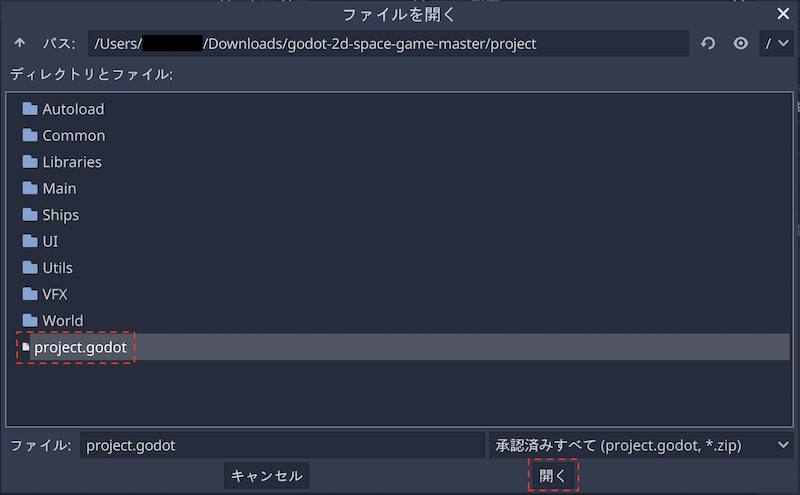 ファイルを開く
パス: /Users/ /Downloads/godot-2d-space-game-master/project /
ディレクトリとファイル:
Autoload
Common
Libraries
Main
Ships
UI
Utils
VFX
World
project.godot
ファイル: project.godot 承認済みすべて (project.godot, *.zip)
キャンセル 開く